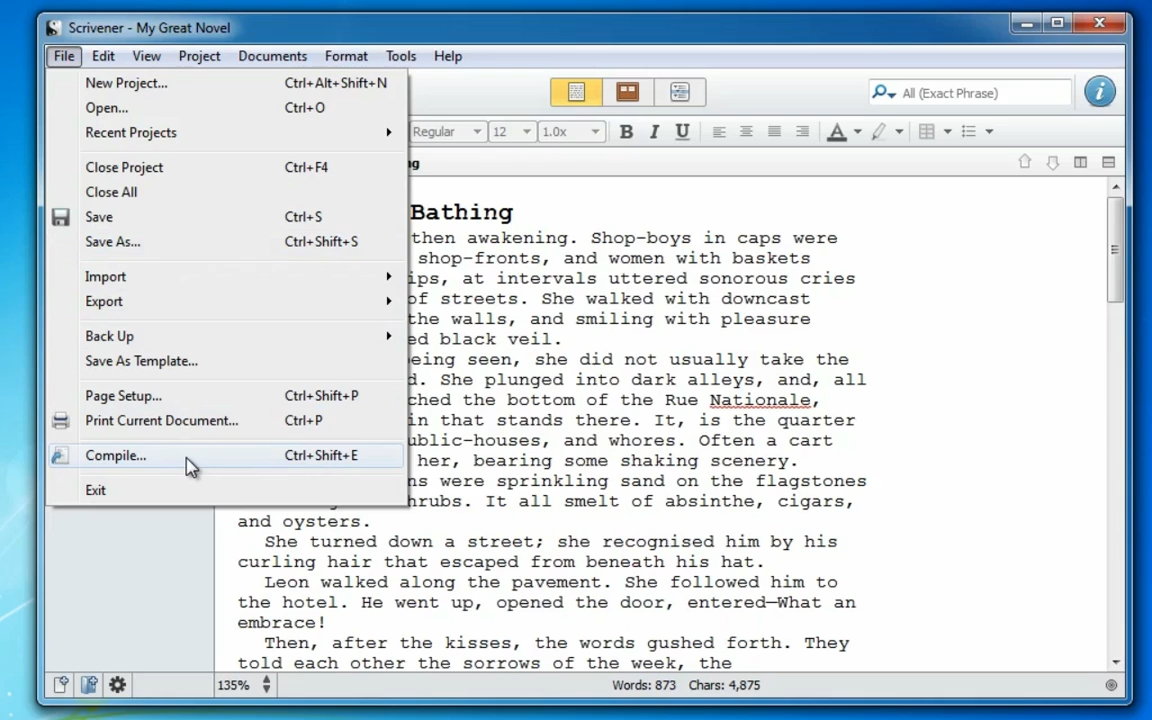 Scrivener - My Great Novel
File Edit View Project Documents Format Tools Help
New Project... Ctrl+Alt+Shift+N
Open... Ctrl+O
Recent Projects
Close Project Ctrl+F4
Close All
Save Ctrl+S
Save As... Ctrl+Shift+S
Import
Export
Back Up
Save As Template...
Page Setup... Ctrl+Shift+P
Print Current Document... Ctrl+P
Compile... Ctrl+Shift+E
Exit
All (Exact Phrase)
Regular 12 1.0x B I U A
g
Bathing
then awakening. Shop-boys in caps were
shop-fronts, and women with baskets
ips, at intervals uttered sonorous cries
of streets. She walked with downcast
the walls, and smiling with pleasure
ed black veil.
eing seen, she did not usually take the
d. She plunged into dark alleys, and, all
ched the bottom of the Rue Nationale,
in that stands there. It, is the quarter
ublic-houses, and whores. Often a cart
her, bearing some shaking scenery.
ns were sprinkling sand on the flagstones
hrubs. It all smelt of absinthe, cigars,
and oysters.
She turned down a street; she recognised him by his
curling hair that escaped from beneath his hat.
Leon walked along the pavement. She followed him to
the hotel. He went up, opened the door, entered—What an
embrace!
Then, after the kisses, the words gushed forth. They
told each other the sorrows of the week, the
135% Words: 873 Chars: 4,875